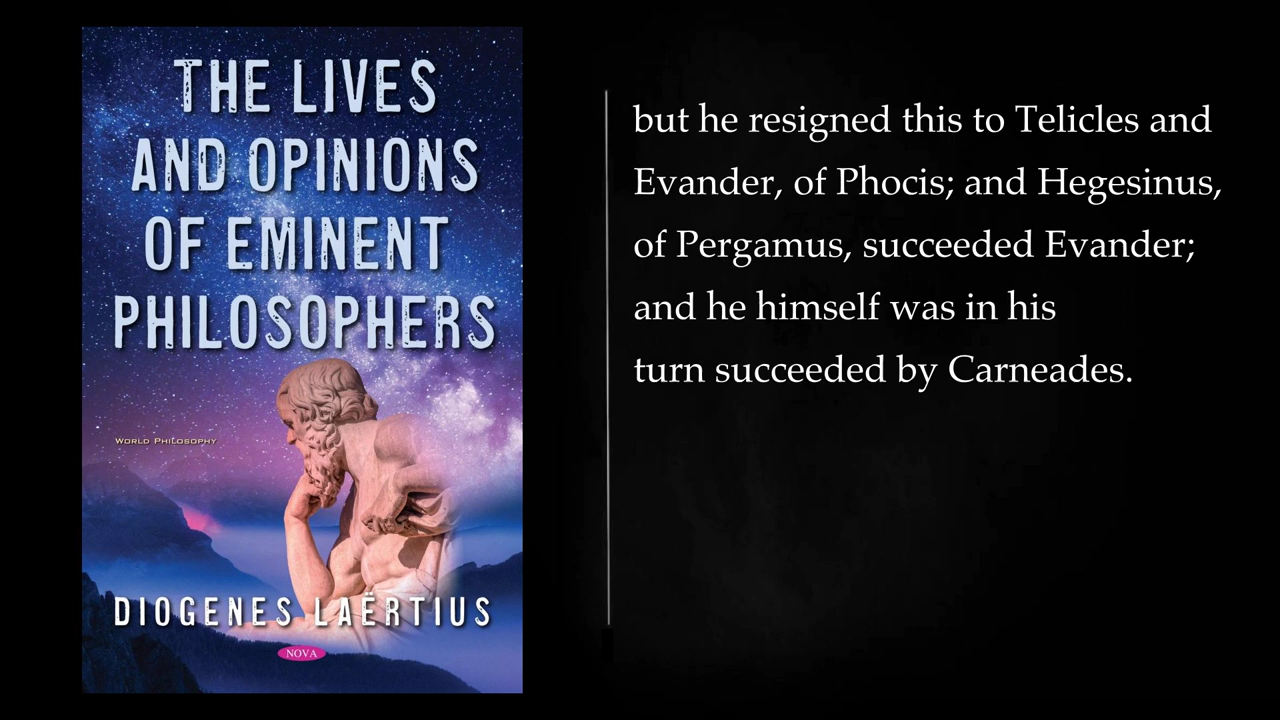 THE LIVES
AND OPINIONS
OF EMINENT
PHILOSOPHERS
WORLD PHILOSOPHY
DIOGENES LAËRTIUS
NOVA
but he resigned this to Telicles and
Evander, of Phocis; and Hegesinus,
of Pergamus, succeeded Evander;
and he himself was in his
turn succeeded by Carneades.